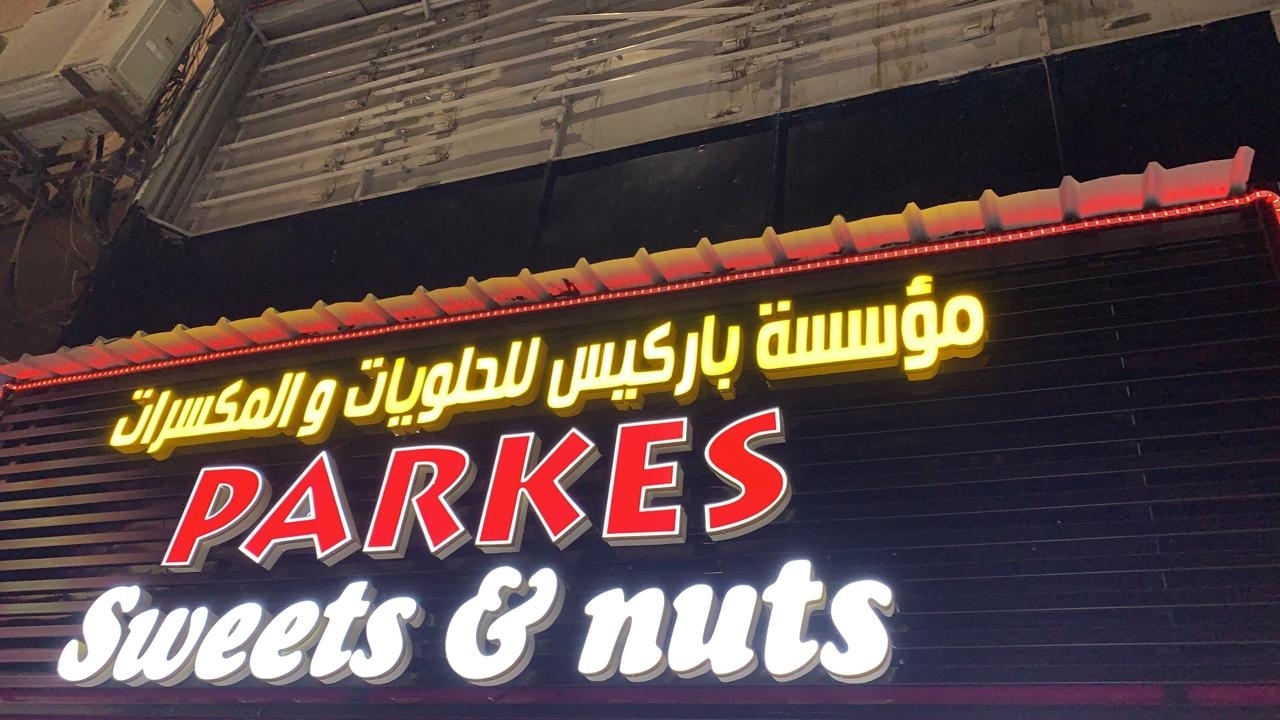 مؤسسة باركيس للحلويات و المكسرات
PARKES
Sweets & nuts